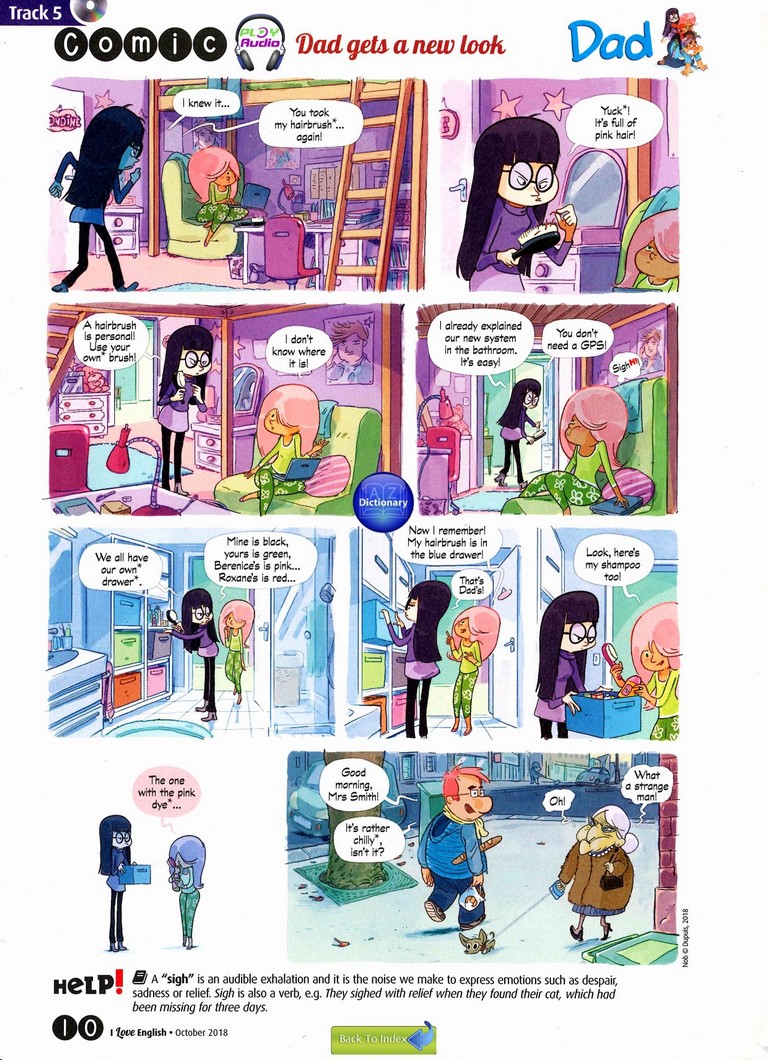 Track 5
Comic
PLAY
Audio
Dad gets a new look
Dad
ONDINE
I knew it...
You took
my hairbrush*...
again!
Yuck*!
It's full of
pink hair!
A hairbrush
is personal!
Use your
own* brush!
I don't
know where
it is!
I already explained
our new system
in the bathroom.
It's easy!
You don't
need a GPS!
Sigh!!!
A Z
Dictionary
We all have
our own*
drawer*.
Mine is black,
yours is green,
Berenice's is pink...
Roxane's is red...
Now I remember!
My hairbrush is in
the blue drawer!
That's
Dad's!
Look, here's
my shampoo
too!
The one
with the pink
dye*...
Good
morning,
Mrs Smith!
It's rather
chilly*,
isn't it?
Oh!
What
a strange
man!
Nob © Dupuis, 2018
HELP! A "sigh" is an audible exhalation and it is the noise we make to express emotions such as despair,
sadness or relief. Sigh is also a verb, e.g. They sighed with relief when they found their cat, which had
been missing for three days.
10 I Love English • October 2018
Back To Index